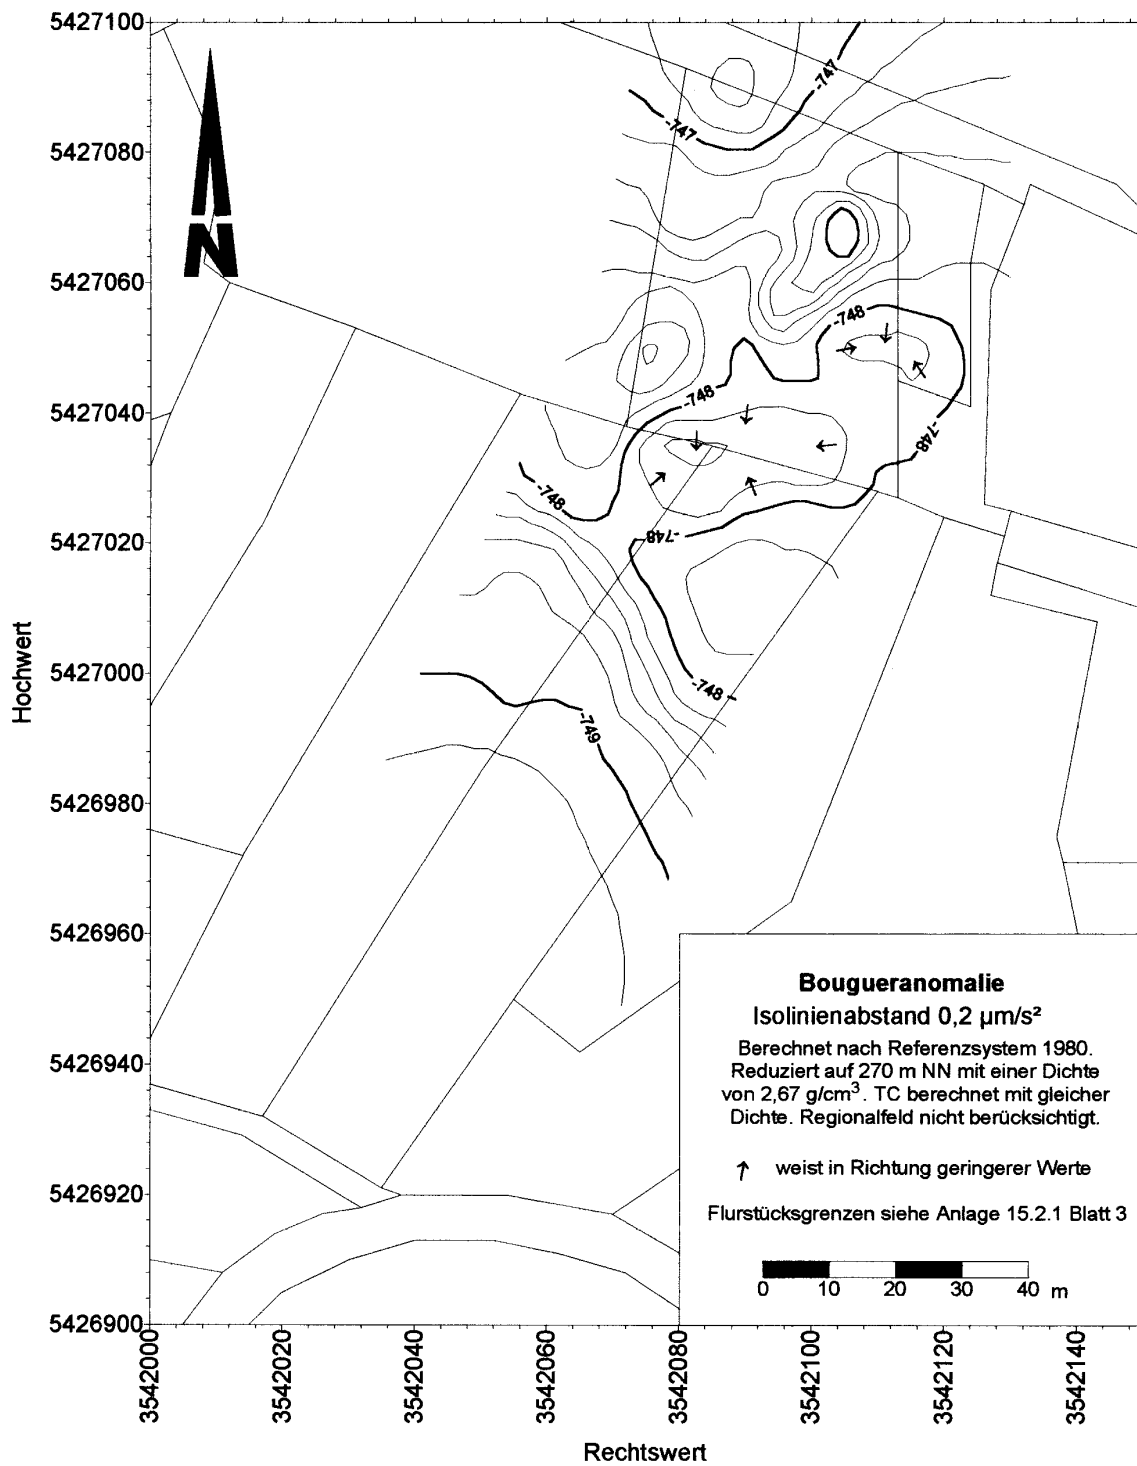 5427100
5427080
5427060
5427040
5427020
5427000
5426980
5426960
5426940
5426920
5426900
Hochwert
N
-747
-747
-748
-748
-748
-748
-748
-748
-749
Bougueranomalie
Isolinienabstand 0,2 µm/s²
Berechnet nach Referenzsystem 1980.
Reduziert auf 270 m NN mit einer Dichte
von 2,67 g/cm³. TC berechnet mit gleicher
Dichte. Regionalfeld nicht berücksichtigt.
weist in Richtung geringerer Werte
Flurstücksgrenzen siehe Anlage 15.2.1 Blatt 3
0 10 20 30 40 m
3542000
3542020
3542040
3542060
3542080
3542100
3542120
3542140
Rechtswert